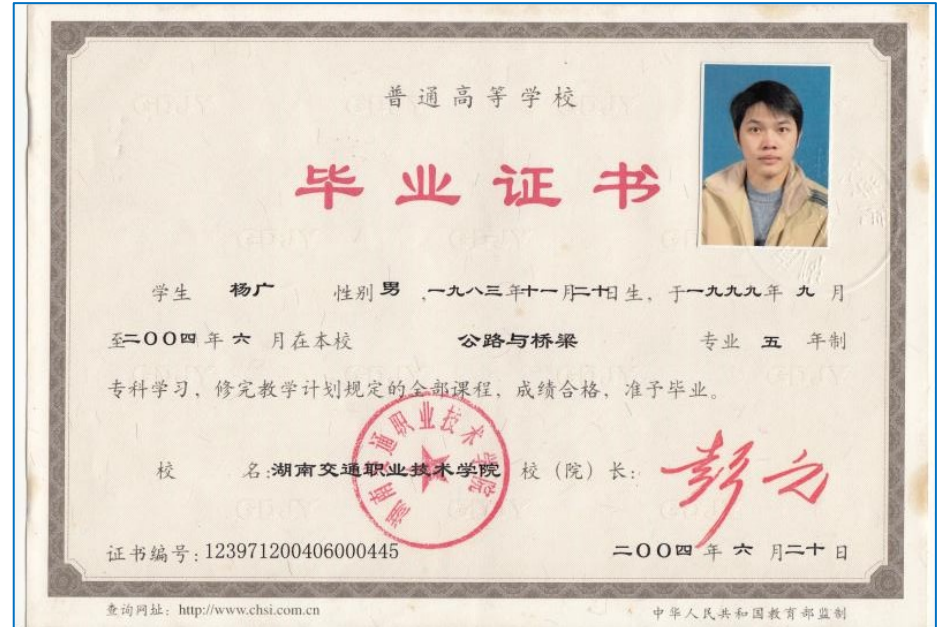 普通高等学校
毕业证书
学生 杨广 性别 男 ,一九八三年十一月二十日生，于一九九九年 九 月
至二〇〇四年 六 月在本校 公路与桥梁 专业 五 年制
专科学习，修完教学计划规定的全部课程，成绩合格，准予毕业。
湖南交通职业技术学院
校 名:湖南交通职业技术学院 校（院）长:
证书编号: 123971200406000445 二〇〇四 年 六 月二十日
查询网址: http://www.chsi.com.cn 中华人民共和国教育部监制